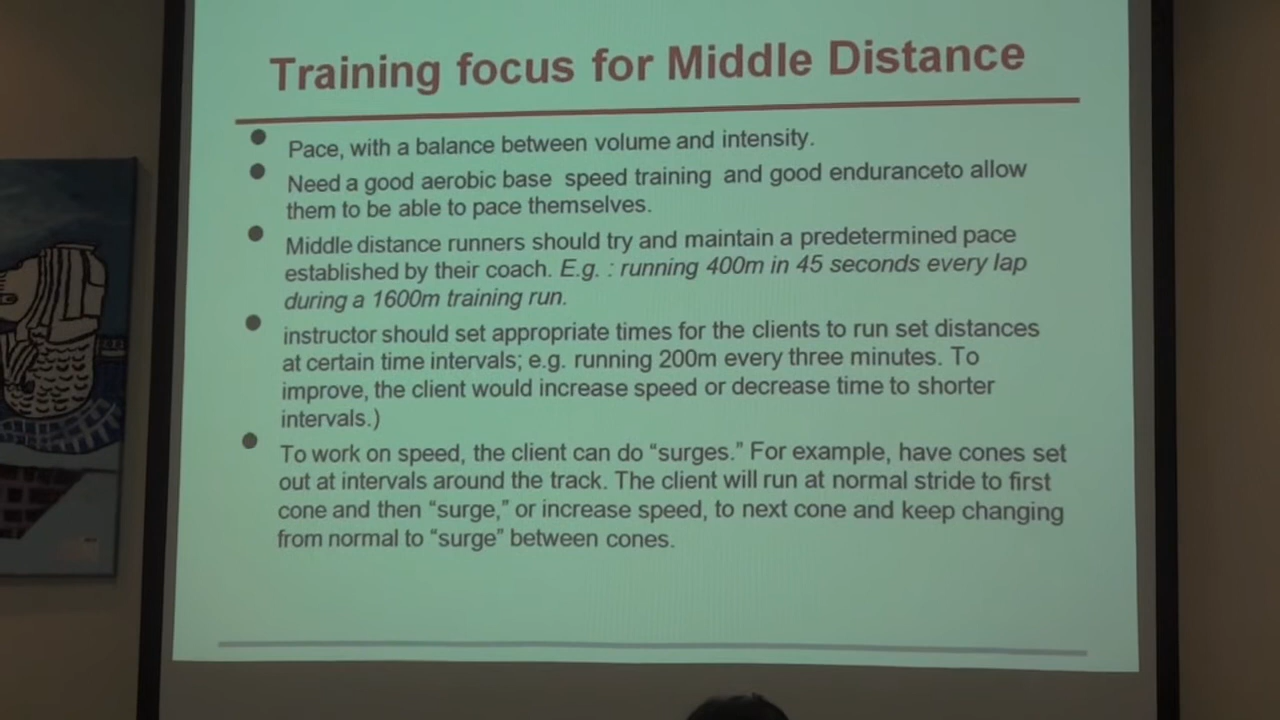 Training focus for Middle Distance
Pace, with a balance between volume and intensity.
Need a good aerobic base speed training and good enduranceto allow
them to be able to pace themselves.
Middle distance runners should try and maintain a predetermined pace
established by their coach. E.g. : running 400m in 45 seconds every lap
during a 1600m training run.
instructor should set appropriate times for the clients to run set distances
at certain time intervals; e.g. running 200m every three minutes. To
improve, the client would increase speed or decrease time to shorter
intervals.)
To work on speed, the client can do “surges.” For example, have cones set
out at intervals around the track. The client will run at normal stride to first
cone and then “surge,” or increase speed, to next cone and keep changing
from normal to “surge” between cones.